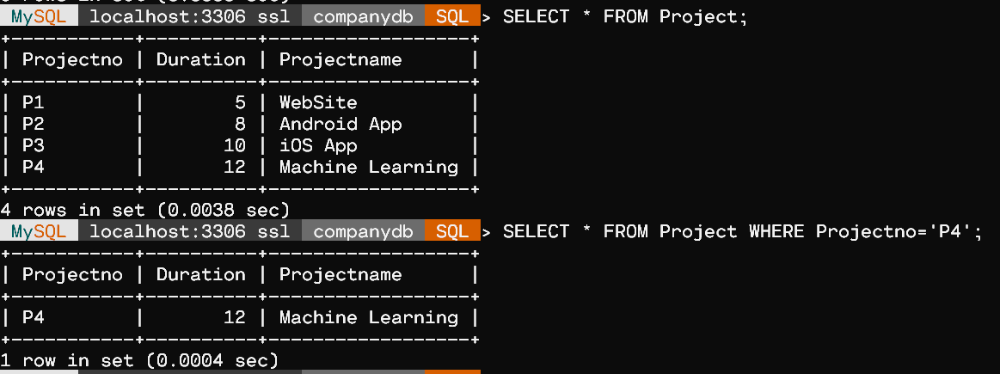 MySQL localhost:3306 ssl companydb SQL > SELECT * FROM Project;
+-----------+----------+------------------+
| Projectno | Duration | Projectname      |
+-----------+----------+------------------+
| P1        |        5 | WebSite          |
| P2        |        8 | Android App      |
| P3        |       10 | iOS App          |
| P4        |       12 | Machine Learning |
+-----------+----------+------------------+
4 rows in set (0.0038 sec)
MySQL localhost:3306 ssl companydb SQL > SELECT * FROM Project WHERE Projectno='P4';
+-----------+----------+------------------+
| Projectno | Duration | Projectname      |
+-----------+----------+------------------+
| P4        |       12 | Machine Learning |
+-----------+----------+------------------+
1 row in set (0.0004 sec)